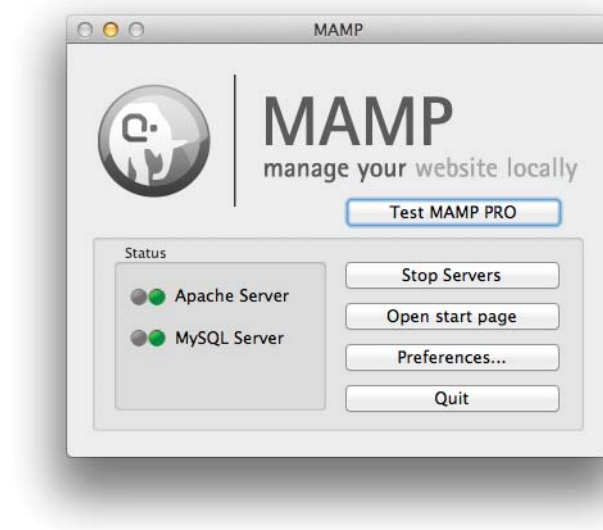 MAMP
MAMP
manage your website locally
Test MAMP PRO
Status
Apache Server
MySQL Server
Stop Servers
Open start page
Preferences...
Quit